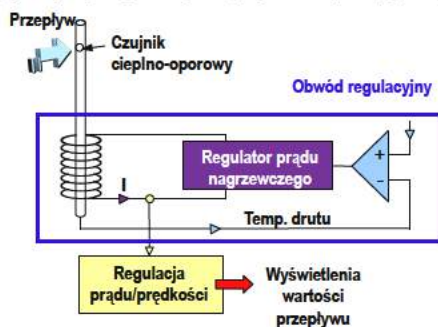 Przepływ
Czujnik
cieplno-oporowy
Obwód regulacyjny
Regulator prądu
nagrzewczego
+
−
I
Temp. drutu
Regulacja
prądu/prędkości
Wyświetlenia
wartości
przepływu